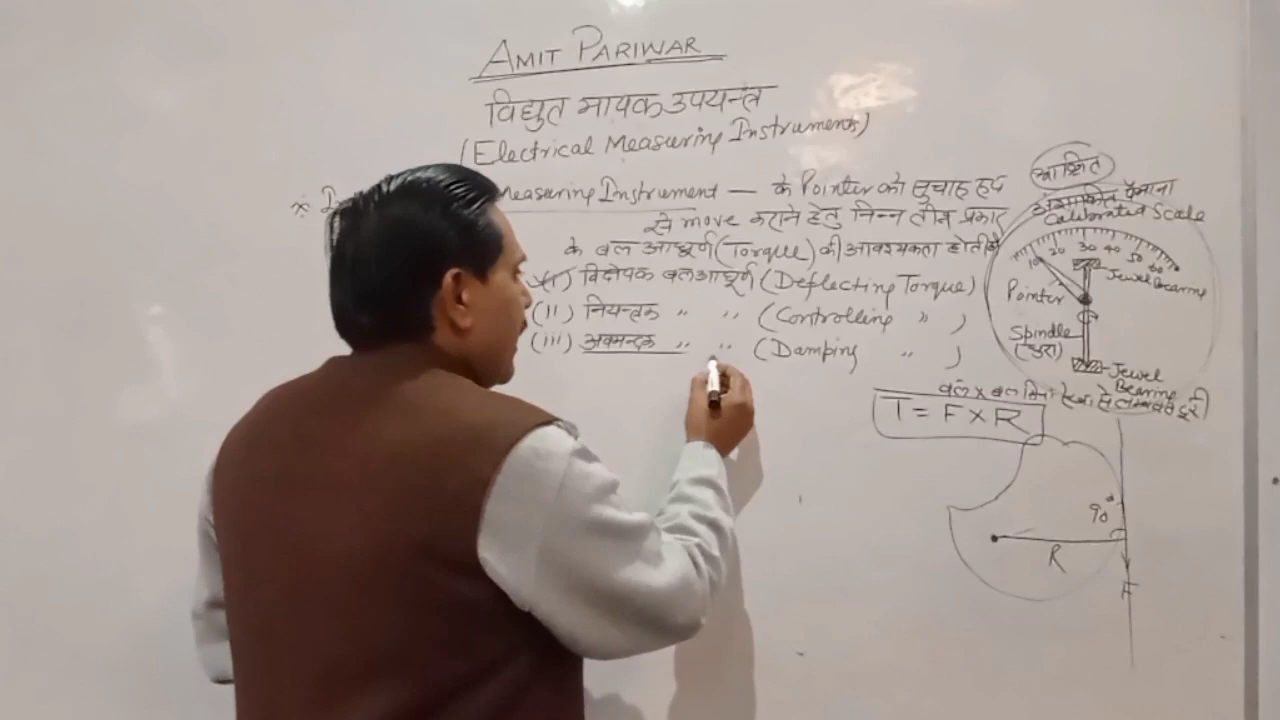 AMIT PARIWAR
विद्युत मापक उपयन्त्र
(Electrical Measuring Instruments)
* Measuring Instrument — के Pointer को सुचारू रूप
से move कराने हेतु निम्न तीन प्रकार
के बल आघूर्ण (Torque) की आवश्यकता होती है
(i) विक्षेपक बलआघूर्ण (Deflecting Torque)
(ii) नियन्त्रक " " (Controlling " )
(iii) अवमन्दक " " (Damping " )
अंशांकित पैमाना
Calibrated Scale
10 20 30 40 50 60
Jewel Bearing
Pointer
Spindle
(धुरा)
Jewel
Bearing
बल x बल क्रिया रेखा से लम्बवत दूरी
T = F x R
90°
R
F